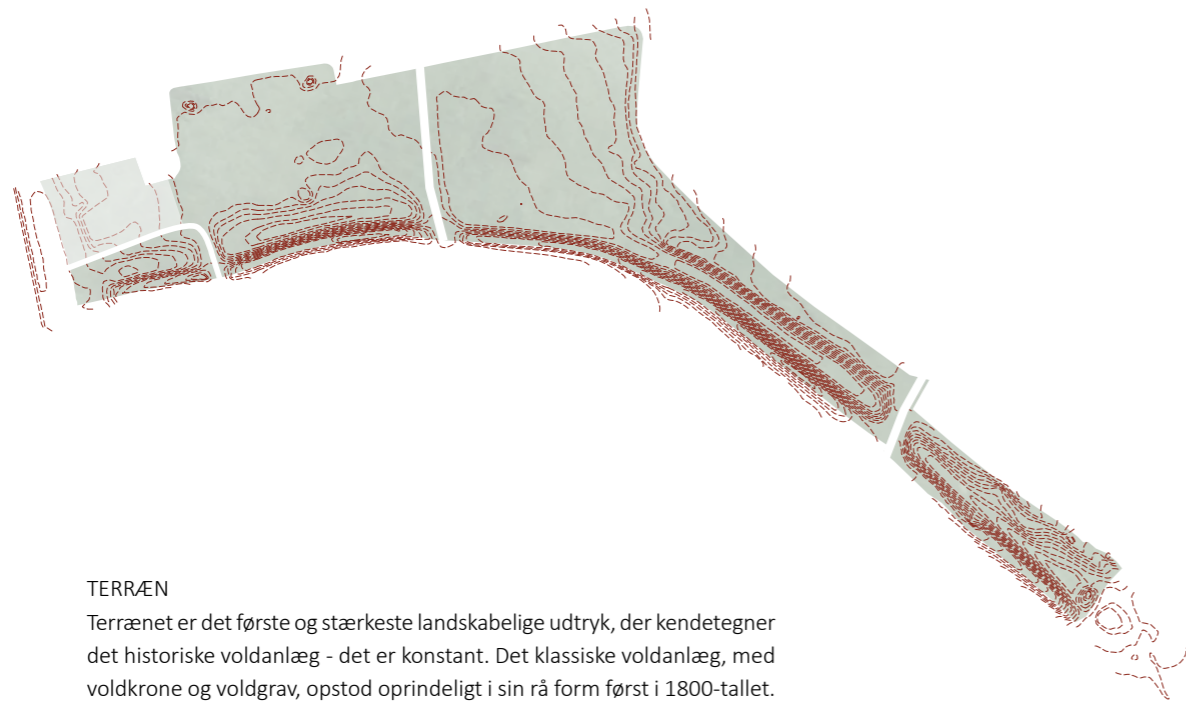 TERRÆN
Terrænet er det første og stærkeste landskabelige udtryk, der kendetegner
det historiske voldanlæg - det er konstant. Det klassiske voldanlæg, med
voldkrone og voldgrav, opstod oprindeligt i sin rå form først i 1800-tallet.